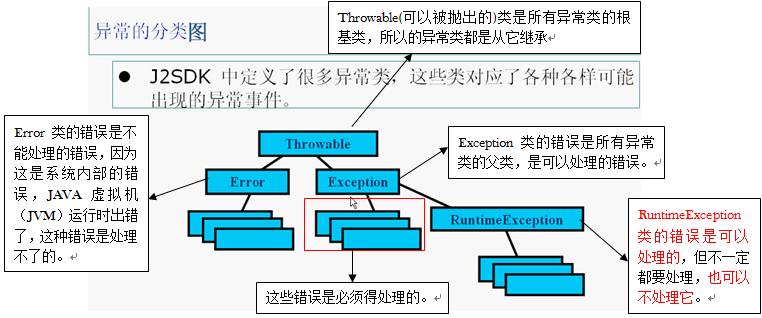 Throwable(可以被抛出的)类是所有异常类的根
基类，所以的异常类都是从它继承
异常的分类图
● J2SDK 中定义了很多异常类，这些类对应了各种各样可能
出现的异常事件。
Error 类的错误是不
能处理的错误，因为
这是系统内部的错
误，JAVA 虚拟机
（JVM）运行时出错
了，这种错误是处理
不了的。
Throwable
Exception 类的错误是所有异常
类的父类，是可以处理的错误。
Error
Exception
RuntimeException
RuntimeException
类的错误是可以
处理的，但不一定
都要处理，也可以
不处理它。
这些错误是必须得处理的。